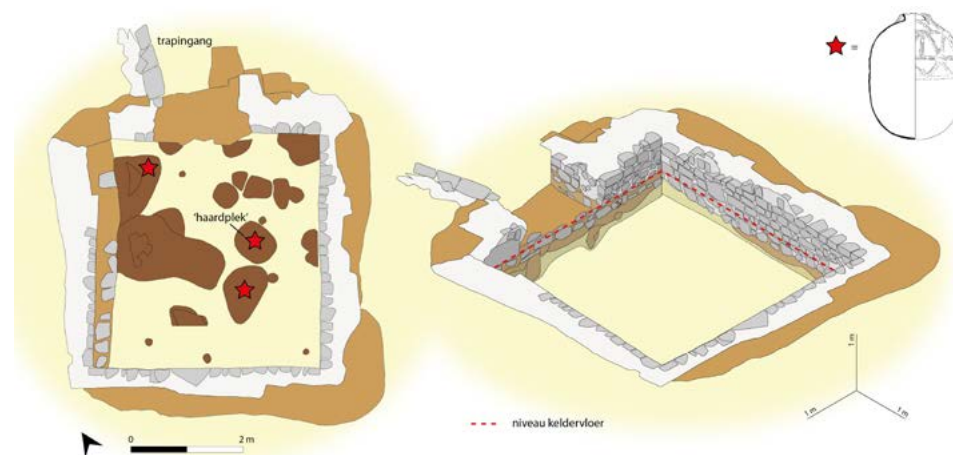 trapingang
=
'haardplek'
1 m
1 m
1 m
0
2 m
niveau keldervloer